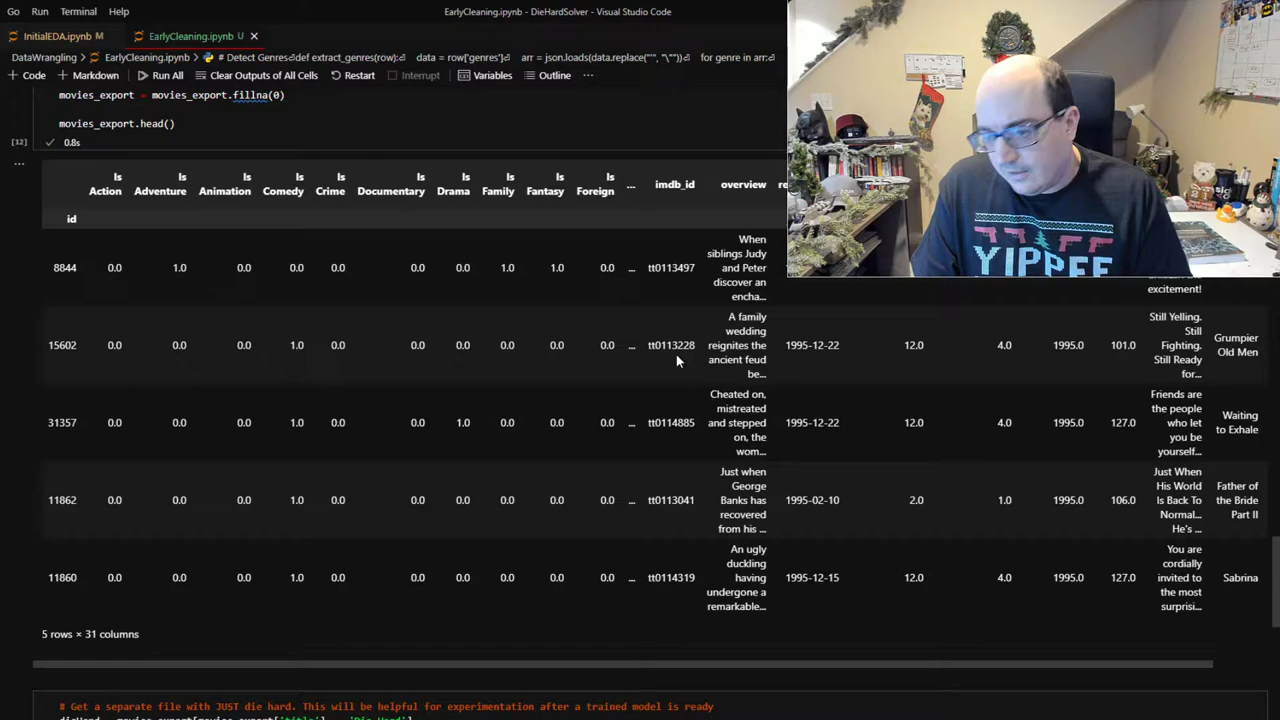 Go Run Terminal Help EarlyCleaning.ipynb - DieHardSolver - Visual Studio Code
InitialEDA.ipynb M EarlyCleaning.ipynb U
DataWrangling > EarlyCleaning.ipynb > # Detect Genres def extract_genres(row): data = row['genres'] arr = json.loads(data.replace("'", "\"")) for genre in arr:
+ Code + Markdown Run All Clear Outputs of All Cells Restart Interrupt Variables Outline ...
movies_export = movies_export.fillna(0)
movies_export.head()
[12] 0.8s
...
Is Action Is Adventure Is Animation Is Comedy Is Crime Is Documentary Is Drama Is Family Is Fantasy Is Foreign ... imdb_id overview
id
8844 0.0 1.0 0.0 0.0 0.0 0.0 0.0 1.0 1.0 0.0 ... tt0113497 When siblings Judy and Peter discover an encha... excitement!
15602 0.0 0.0 0.0 1.0 0.0 0.0 0.0 0.0 0.0 0.0 ... tt0113228 A family wedding reignites the ancient feud be... 1995-12-22 12.0 4.0 1995.0 101.0 Still Yelling. Still Fighting. Still Ready for... Grumpier Old Men
31357 0.0 0.0 0.0 1.0 0.0 0.0 1.0 0.0 0.0 0.0 ... tt0114885 Cheated on, mistreated and stepped on, the wom... 1995-12-22 12.0 4.0 1995.0 127.0 Friends are the people who let you be yourself... Waiting to Exhale
11862 0.0 0.0 0.0 1.0 0.0 0.0 0.0 0.0 0.0 0.0 ... tt0113041 Just when George Banks has recovered from his ... 1995-02-10 2.0 1.0 1995.0 106.0 Just When His World Is Back To Normal... He's ... Father of the Bride Part II
11860 0.0 0.0 0.0 1.0 0.0 0.0 0.0 0.0 0.0 0.0 ... tt0114319 An ugly duckling having undergone a remarkable... 1995-12-15 12.0 4.0 1995.0 127.0 You are cordially invited to the most surprisi... Sabrina
5 rows × 31 columns
# Get a separate file with JUST die hard. This will be helpful for experimentation after a trained model is ready
YIPPEE